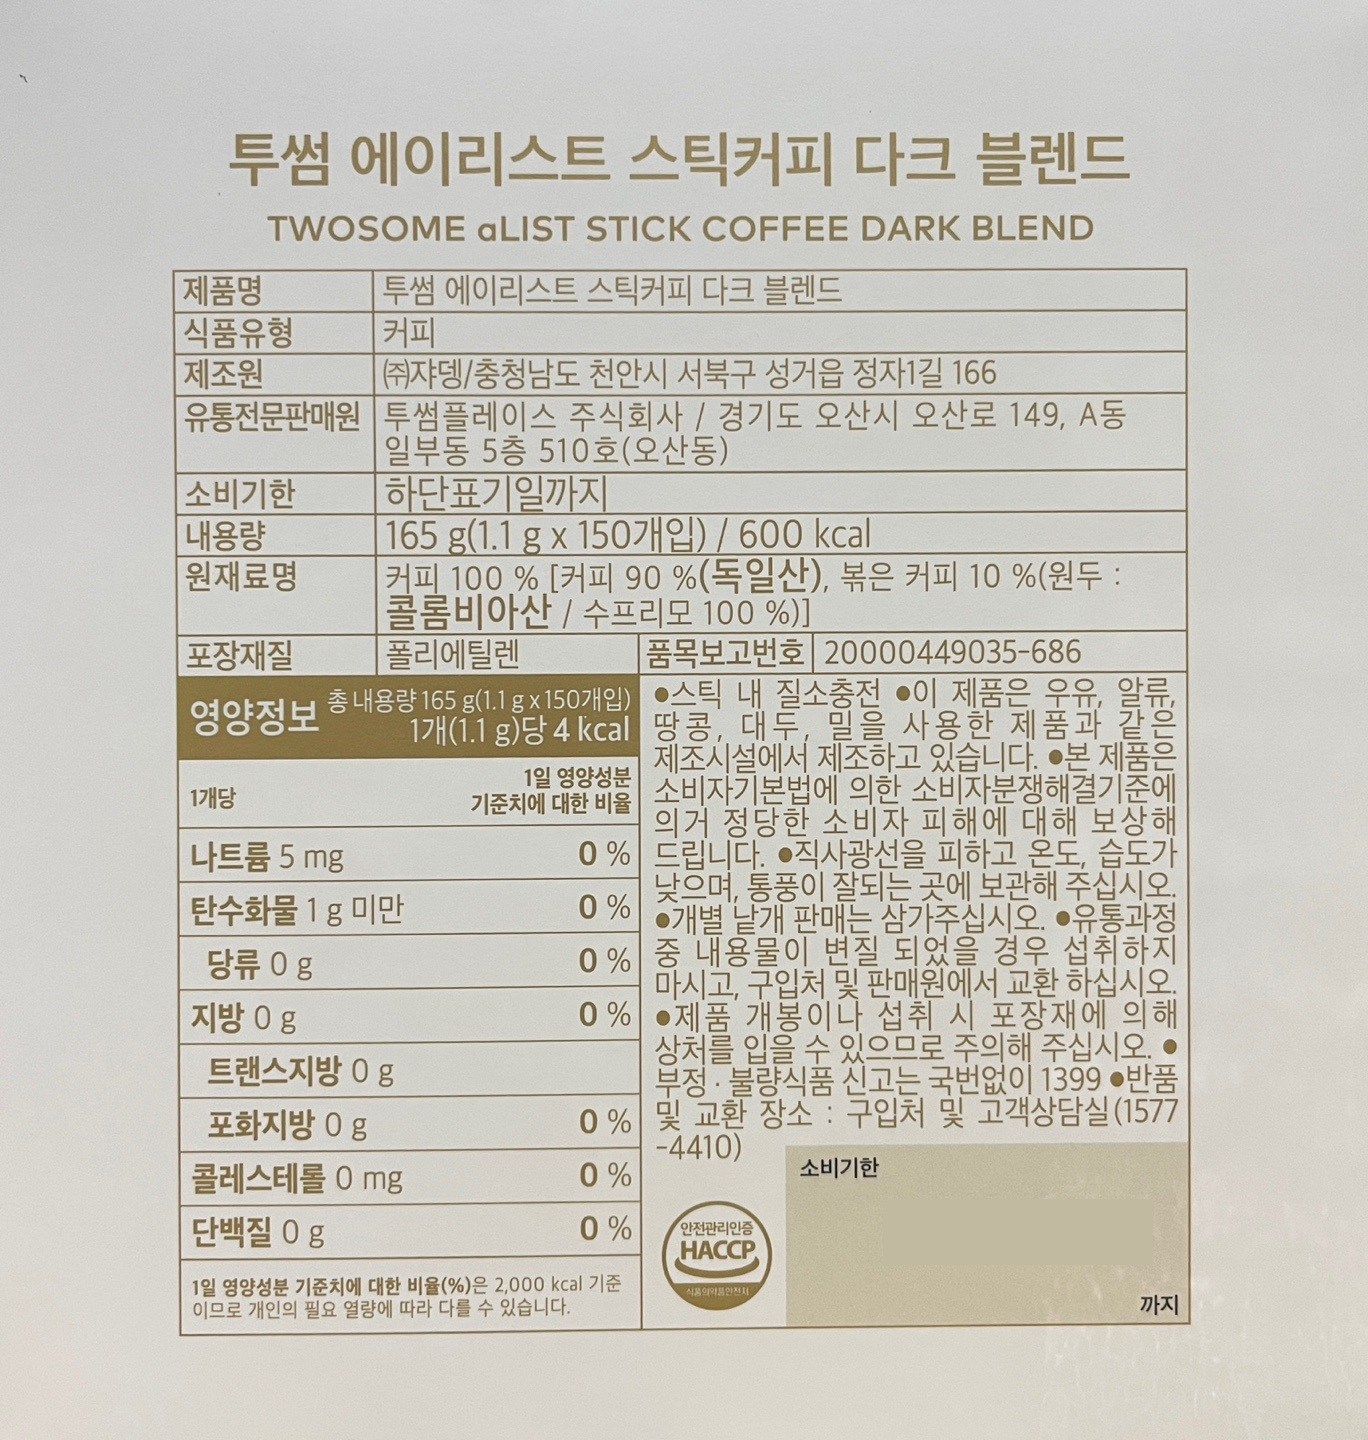 투썸 에이리스트 스틱커피 다크 블렌드
TWOSOME aLIST STICK COFFEE DARK BLEND
제품명 투썸 에이리스트 스틱커피 다크 블렌드
식품유형 커피
제조원 ㈜쟈뎅/충청남도 천안시 서북구 성거읍 정자1길 166
유통전문판매원 투썸플레이스 주식회사 / 경기도 오산시 오산로 149, A동
일부동 5층 510호(오산동)
소비기한 하단표기일까지
내용량 165 g(1.1 g x 150개입) / 600 kcal
원재료명 커피 100 % [커피 90 %(독일산), 볶은 커피 10 %(원두 :
콜롬비아산 / 수프리모 100 %)]
포장재질 폴리에틸렌 품목보고번호 20000449035-686
영양정보 총 내용량 165 g(1.1 g x 150개입)
1개(1.1 g)당 4 kcal
1개당 1일 영양성분
기준치에 대한 비율
나트륨 5 mg 0 %
탄수화물 1 g 미만 0 %
당류 0 g 0 %
지방 0 g 0 %
트랜스지방 0 g
포화지방 0 g 0 %
콜레스테롤 0 mg 0 %
단백질 0 g 0 %
1일 영양성분 기준치에 대한 비율(%)은 2,000 kcal 기준
이므로 개인의 필요 열량에 따라 다를 수 있습니다.
●스틱 내 질소충전 ●이 제품은 우유, 알류,
땅콩, 대두, 밀을 사용한 제품과 같은
제조시설에서 제조하고 있습니다. ●본 제품은
소비자기본법에 의한 소비자분쟁해결기준에
의거 정당한 소비자 피해에 대해 보상해
드립니다. ●직사광선을 피하고 온도, 습도가
낮으며, 통풍이 잘되는 곳에 보관해 주십시오.
●개별 낱개 판매는 삼가주십시오. ●유통과정
중 내용물이 변질 되었을 경우 섭취하지
마시고, 구입처 및 판매원에서 교환 하십시오.
●제품 개봉이나 섭취 시 포장재에 의해
상처를 입을 수 있으므로 주의해 주십시오. ●
부정 · 불량식품 신고는 국번없이 1399 ●반품
및 교환 장소 : 구입처 및 고객상담실(1577
-4410)
안전관리인증
HACCP
식품의약품안전처
소비기한
까지